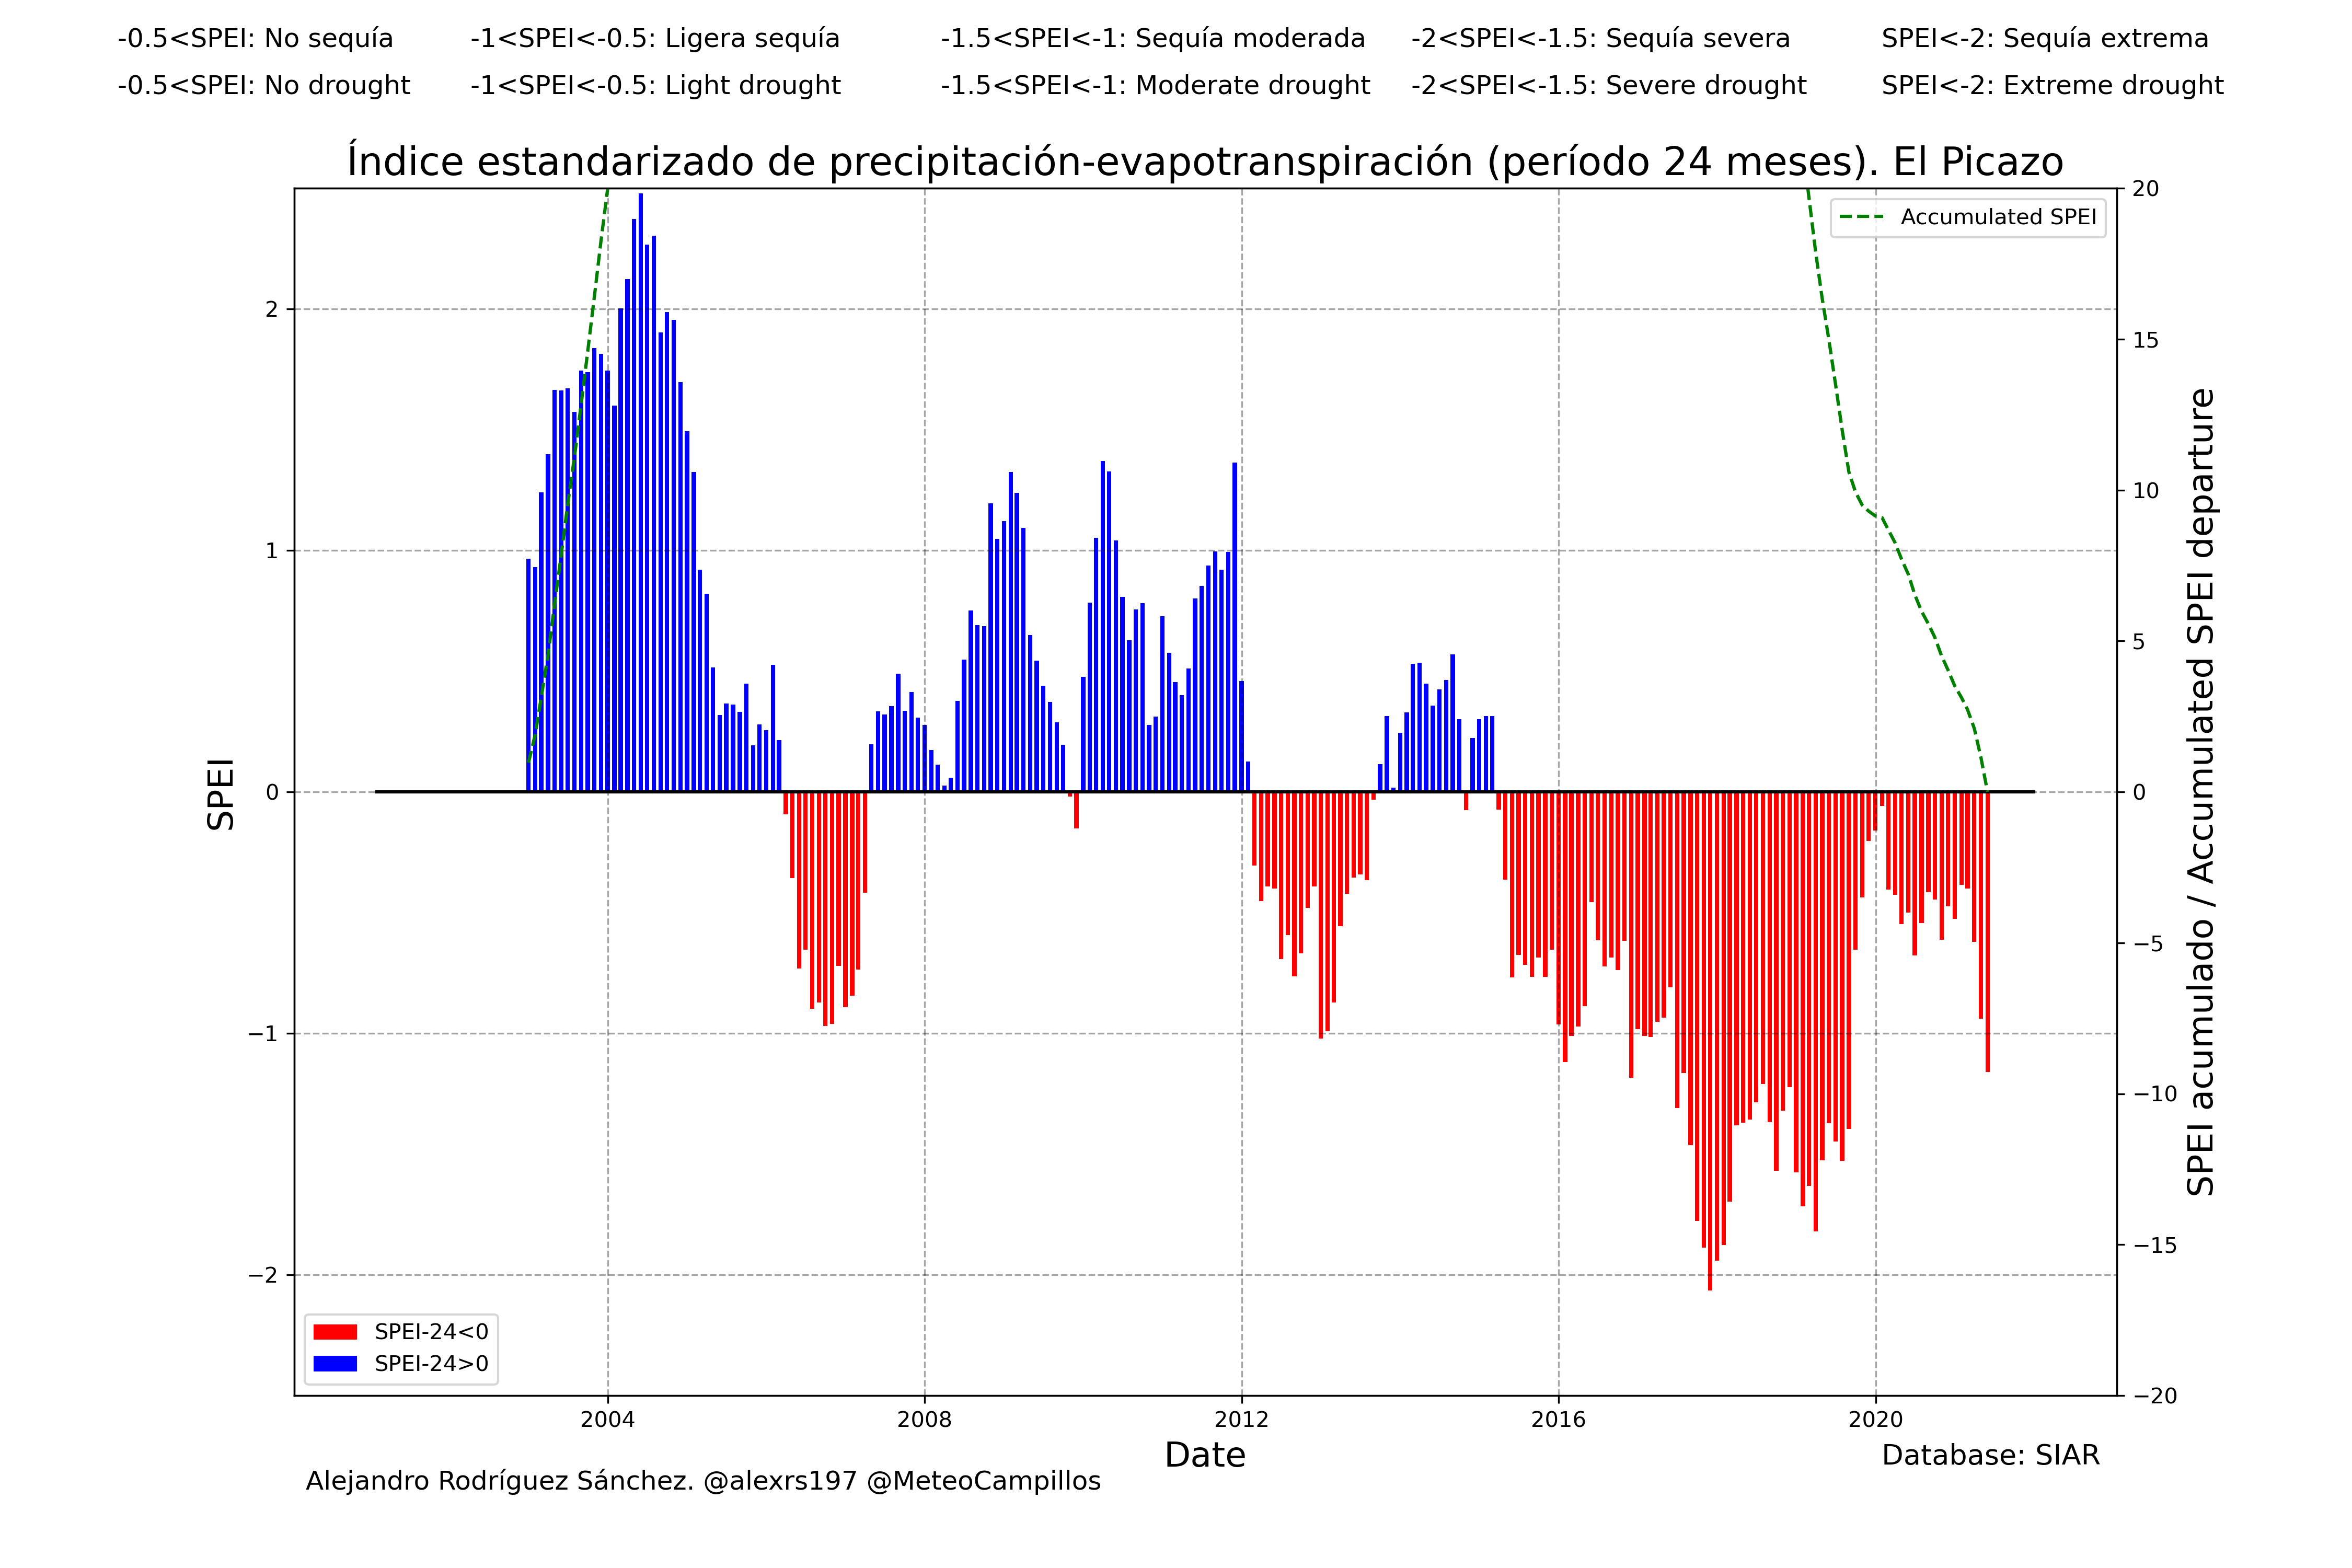 -0.5<SPEI: No sequía -1<SPEI<-0.5: Ligera sequía -1.5<SPEI<-1: Sequía moderada -2<SPEI<-1.5: Sequía severa SPEI<-2: Sequía extrema
-0.5<SPEI: No drought -1<SPEI<-0.5: Light drought -1.5<SPEI<-1: Moderate drought -2<SPEI<-1.5: Severe drought SPEI<-2: Extreme drought
Índice estandarizado de precipitación-evapotranspiración (período 24 meses). El Picazo
SPEI
2
1
0
−1
−2
Accumulated SPEI
20
15
10
5
0
−5
−10
−15
−20
SPEI acumulado / Accumulated SPEI departure
SPEI-24<0
SPEI-24>0
2004 2008 2012 2016 2020
Date
Database: SIAR
Alejandro Rodríguez Sánchez. @alexrs197 @MeteoCampillos